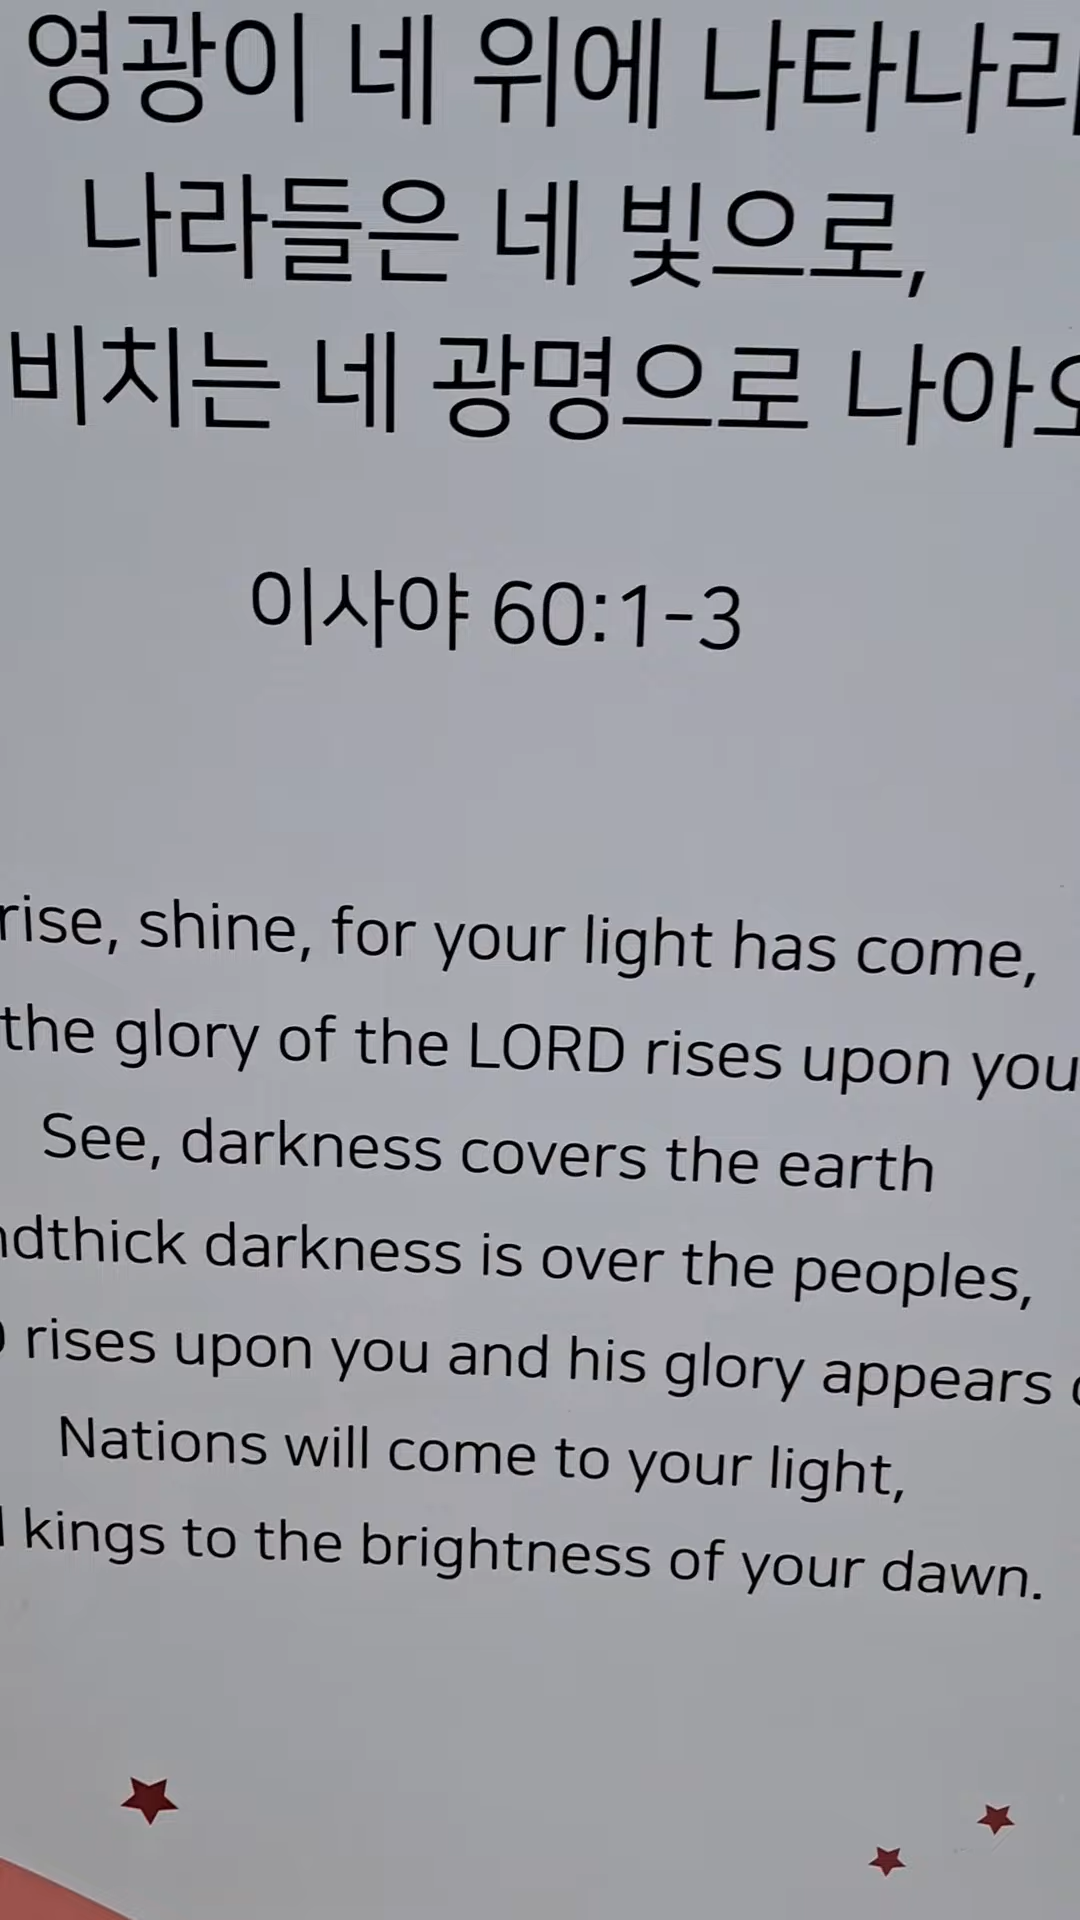 영광이 네 위에 나타나리
나라들은 네 빛으로,
비치는 네 광명으로 나아오
이사야 60:1-3
rise, shine, for your light has come,
the glory of the LORD rises upon you
See, darkness covers the earth
ndthick darkness is over the peoples,
rises upon you and his glory appears
Nations will come to your light,
kings to the brightness of your dawn.